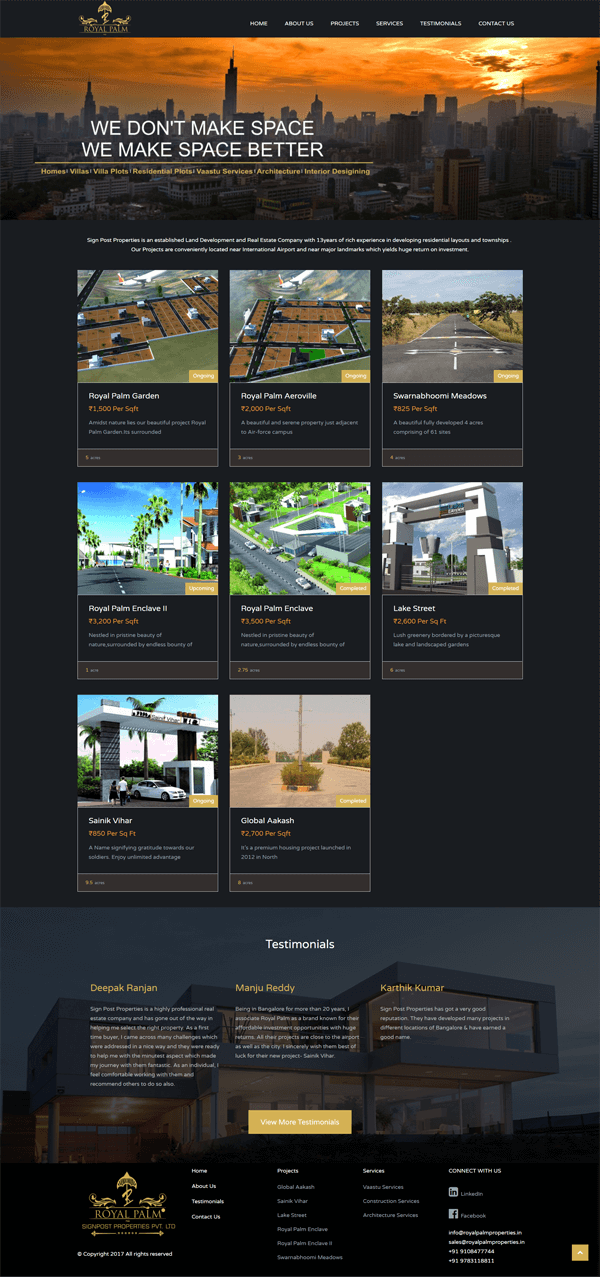 ROYAL PALM
HOME ABOUT US PROJECTS SERVICES TESTIMONIALS CONTACT US
WE DON'T MAKE SPACE
WE MAKE SPACE BETTER
Homes| Villas| Villa Plots| Residential Plots| Vaastu Services| Architecture| Interior Desigining
Sign Post Properties is an established Land Development and Real Estate Company with 13years of rich experience in developing residential layouts and townships .
Our Projects are conveniently located near International Airport and near major landmarks which yields huge return on investment.
Ongoing
Royal Palm Garden
₹1,500 Per Sqft
Amidst nature lies our beautiful project Royal
Palm Garden.Its surrounded
5 acres
Ongoing
Royal Palm Aeroville
₹2,000 Per Sqft
A beautiful and serene property just adjacent
to Air-force campus
3 acres
Ongoing
Swarnabhoomi Meadows
₹825 Per Sqft
A beautiful fully developed 4 acres
comprising of 61 sites
4 acres
Upcoming
Royal Palm Enclave II
₹3,200 Per Sqft
Nestled in pristine beauty of
nature,surrounded by endless bounty of
1 acre
Completed
Royal Palm Enclave
₹3,500 Per Sqft
Nestled in pristine beauty of
nature,surrounded by endless bounty of
2.75 acres
Completed
Lake Street
₹2,600 Per Sq Ft
Lush greenery bordered by a picturesque
lake and landscaped gardens
6 acres
Ongoing
Sainik Vihar
₹850 Per Sq Ft
A Name signifying gratitude towards our
soldiers. Enjoy unlimited advantage
9.5 acres
Completed
Global Aakash
₹2,700 Per Sqft
It's a premium housing project launched in
2012 in North
8 acres
Testimonials
Deepak Ranjan
Sign Post Properties is a highly professional real
estate company and has gone out of the way in
helping me select the right property. As a first
time buyer, I came across many challenges which
were addressed in a nice way and they were ready
to help me with the minutest aspect which made
my journey with them fantastic. As an individual, I
feel comfortable working with them and
recommend others to do so also.
Manju Reddy
Being in Bangalore for more than 20 years, I
associate Royal Palm as a brand known for their
affordable investment opportunities with huge
returns. All their projects are close to the airport
as well as the city. I sincerely wish them best of
luck for their new project- Sainik Vihar.
Karthik Kumar
Sign Post Properties has got a very good
reputation. They have developed many projects in
different locations of Bangalore & have earned a
good name.
View More Testimonials
ROYAL PALM
SIGNPOST PROPERTIES PVT. LTD
© Copyright 2017 All rights reserved
Home
About Us
Testimonials
Contact Us
Projects
Global Aakash
Sainik Vihar
Lake Street
Royal Palm Enclave
Royal Palm Enclave II
Swarnabhoomi Meadows
Services
Vaastu Services
Construction Services
Architecture Services
CONNECT WITH US
LinkedIn
Facebook
info@royalpalmproperties.in
sales@royalpalmproperties.in
+91 9108477744
+91 9783118811